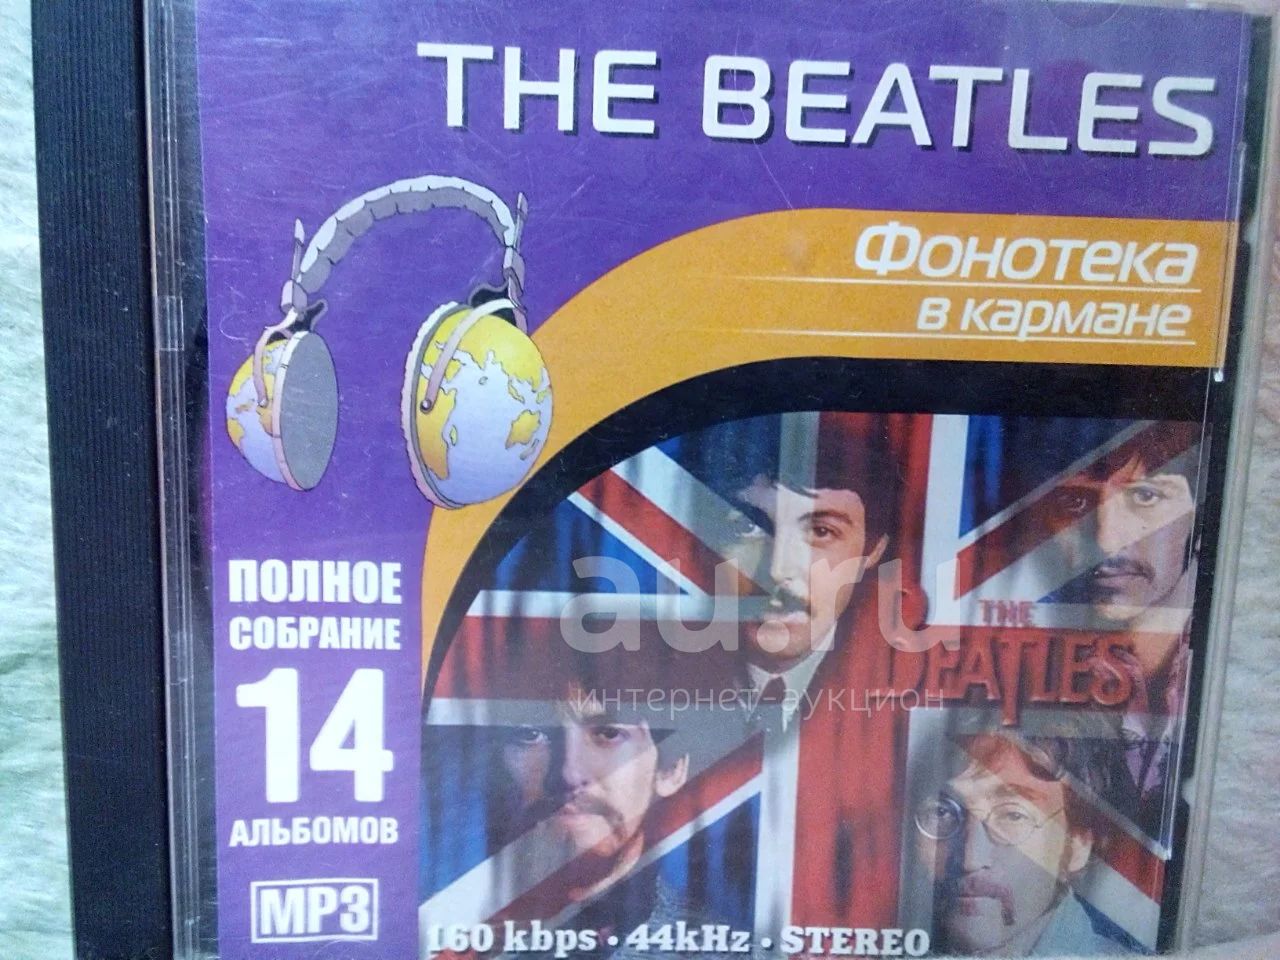 THE BEATLES
Фонотека
в кармане
ПОЛНОЕ
СОБРАНИЕ
14
АЛЬБОМОВ
MP3
THE
BEATLES
au.ru
интернет-аукцион
160 kbps • 44kHz • STEREO